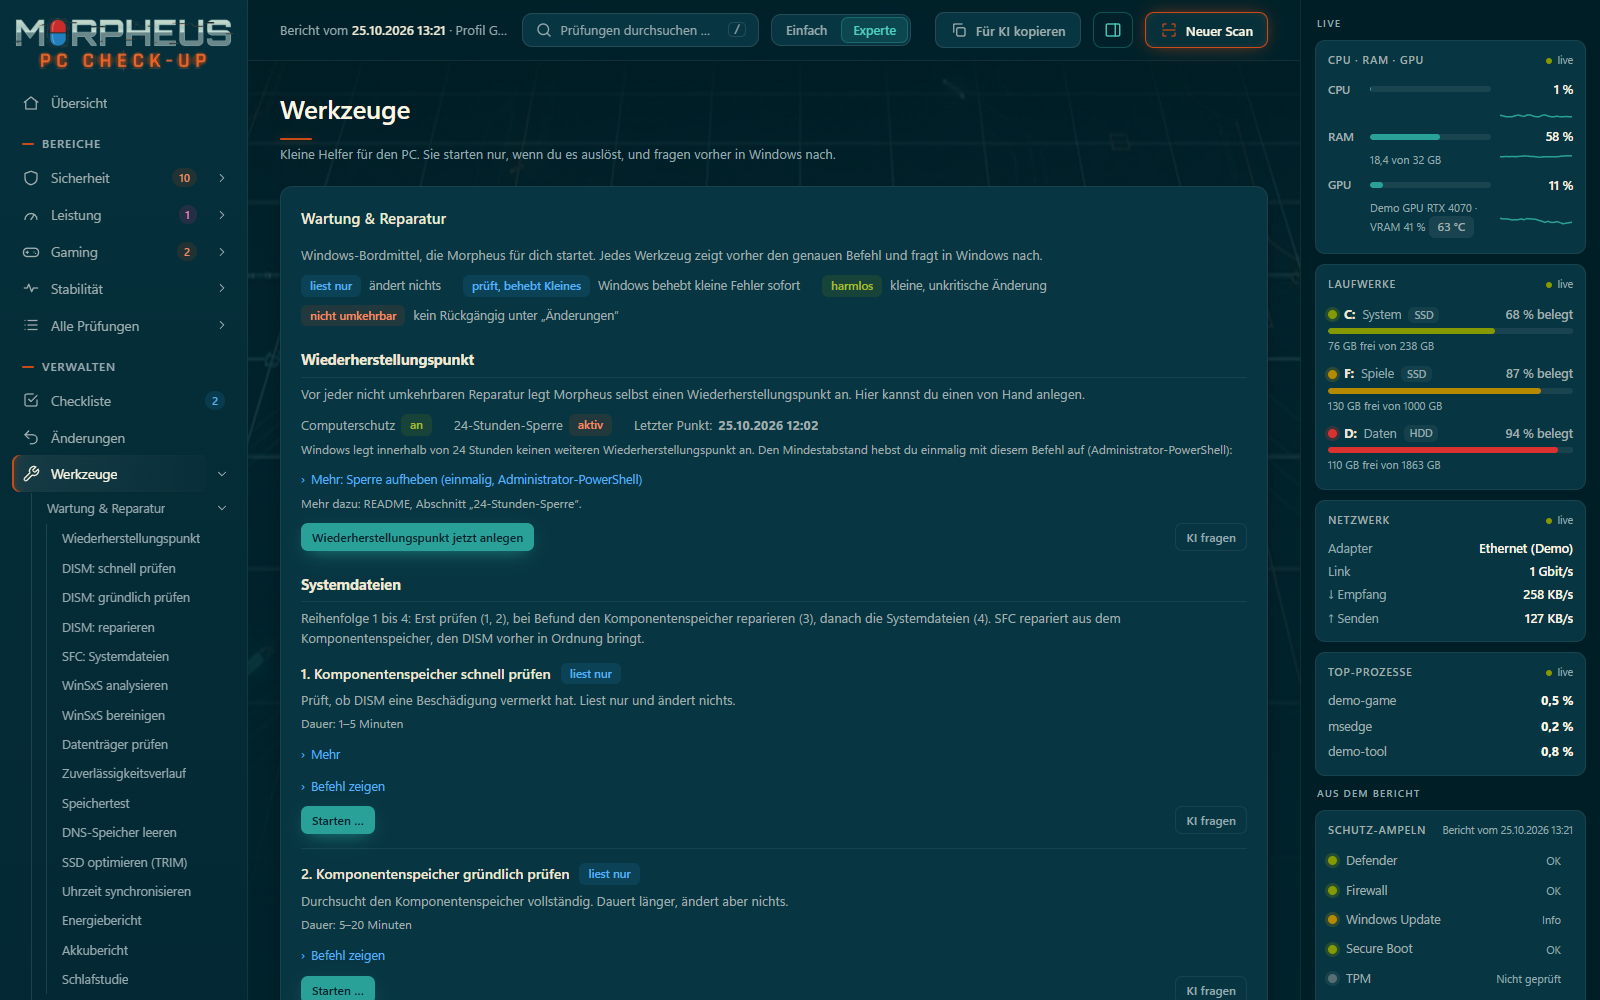 MORPHEUS
PC CHECK-UP
Übersicht
BEREICHE
Sicherheit 10
Leistung 1
Gaming 2
Stabilität
Alle Prüfungen
VERWALTEN
Checkliste 2
Änderungen
Werkzeuge
Wartung & Reparatur
Wiederherstellungspunkt
DISM: schnell prüfen
DISM: gründlich prüfen
DISM: reparieren
SFC: Systemdateien
WinSxS analysieren
WinSxS bereinigen
Datenträger prüfen
Zuverlässigkeitsverlauf
Speichertest
DNS-Speicher leeren
SSD optimieren (TRIM)
Uhrzeit synchronisieren
Energiebericht
Akkubericht
Schlafstudie
Bericht vom 25.10.2026 13:21 · Profil G...
Prüfungen durchsuchen ... /
Einfach Experte
Für KI kopieren
Neuer Scan
Werkzeuge
Kleine Helfer für den PC. Sie starten nur, wenn du es auslöst, und fragen vorher in Windows nach.
Wartung & Reparatur
Windows-Bordmittel, die Morpheus für dich startet. Jedes Werkzeug zeigt vorher den genauen Befehl und fragt in Windows nach.
liest nur ändert nichts prüft, behebt Kleines Windows behebt kleine Fehler sofort harmlos kleine, unkritische Änderung
nicht umkehrbar kein Rückgängig unter „Änderungen“
Wiederherstellungspunkt
Vor jeder nicht umkehrbaren Reparatur legt Morpheus selbst einen Wiederherstellungspunkt an. Hier kannst du einen von Hand anlegen.
Computerschutz an 24-Stunden-Sperre aktiv Letzter Punkt: 25.10.2026 12:02
Windows legt innerhalb von 24 Stunden keinen weiteren Wiederherstellungspunkt an. Den Mindestabstand hebst du einmalig mit diesem Befehl auf (Administrator-PowerShell):
› Mehr: Sperre aufheben (einmalig, Administrator-PowerShell)
Mehr dazu: README, Abschnitt „24-Stunden-Sperre“.
Wiederherstellungspunkt jetzt anlegen KI fragen
Systemdateien
Reihenfolge 1 bis 4: Erst prüfen (1, 2), bei Befund den Komponentenspeicher reparieren (3), danach die Systemdateien (4). SFC repariert aus dem
Komponentenspeicher, den DISM vorher in Ordnung bringt.
1. Komponentenspeicher schnell prüfen liest nur
Prüft, ob DISM eine Beschädigung vermerkt hat. Liest nur und ändert nichts.
Dauer: 1–5 Minuten
› Mehr
› Befehl zeigen
Starten ... KI fragen
2. Komponentenspeicher gründlich prüfen liest nur
Durchsucht den Komponentenspeicher vollständig. Dauert länger, ändert aber nichts.
Dauer: 5–20 Minuten
› Befehl zeigen
Starten ... KI fragen
LIVE
CPU · RAM · GPU live
CPU 1 %
RAM 58 %
18,4 von 32 GB
GPU 11 %
Demo GPU RTX 4070 ·
VRAM 41 % 63 °C
LAUFWERKE live
C: System SSD 68 % belegt
76 GB frei von 238 GB
F: Spiele SSD 87 % belegt
130 GB frei von 1000 GB
D: Daten HDD 94 % belegt
110 GB frei von 1863 GB
NETZWERK live
Adapter Ethernet (Demo)
Link 1 Gbit/s
↓ Empfang 258 KB/s
↑ Senden 127 KB/s
TOP-PROZESSE live
demo-game 0,5 %
msedge 0,2 %
demo-tool 0,8 %
AUS DEM BERICHT
SCHUTZ-AMPELN Bericht vom 25.10.2026 13:21
Defender OK
Firewall OK
Windows Update Info
Secure Boot OK
TPM Nicht geprüft